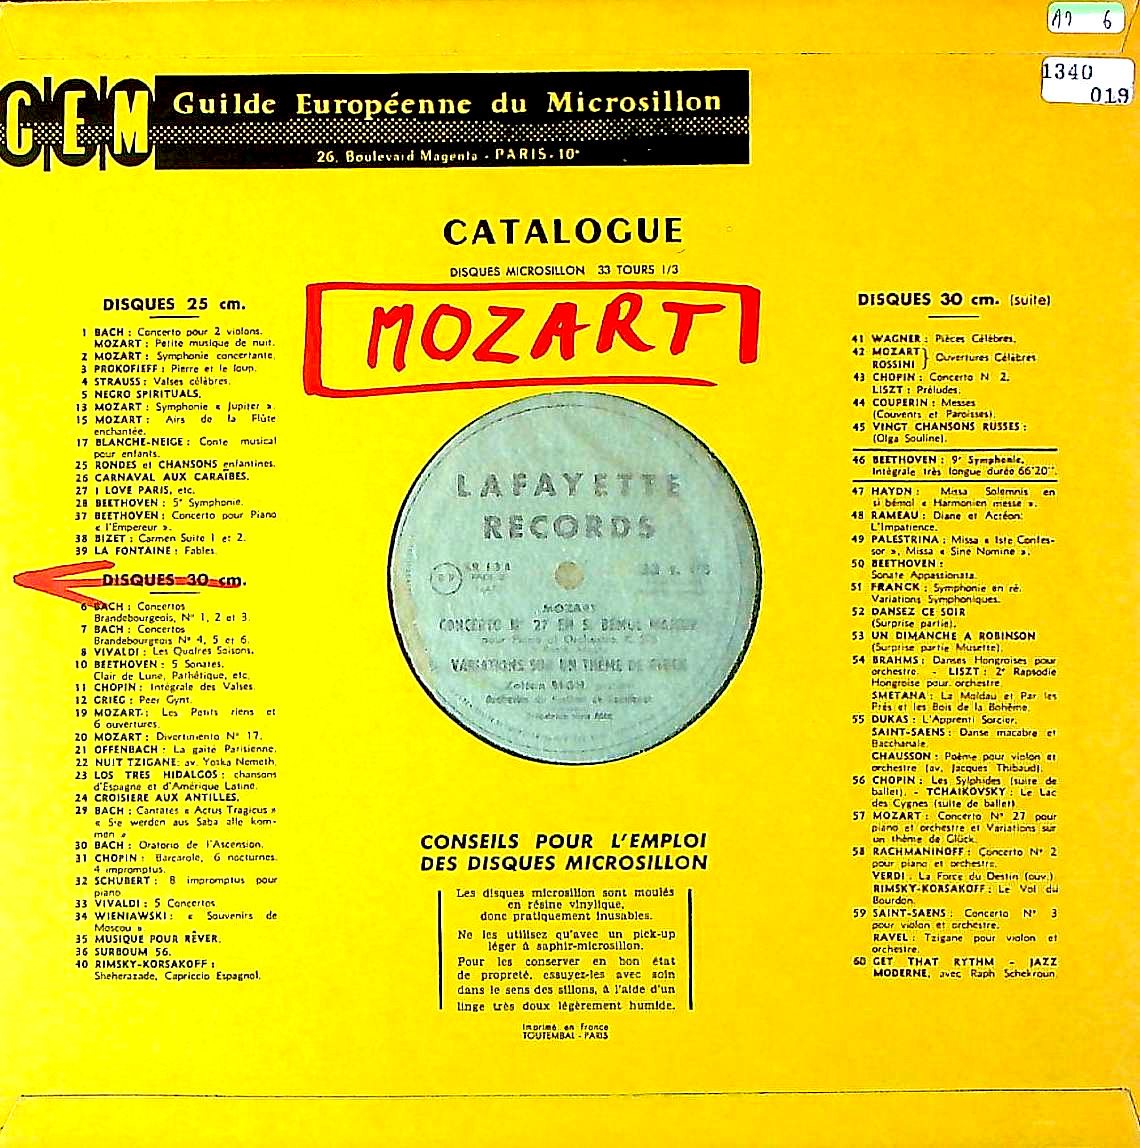 A9 6
1340
019
GEM
Guilde Européenne du Microsillon
26, Boulevard Magenta - PARIS-10e
CATALOGUE
DISQUES MICROSILLON 33 TOURS 1/3
MOZART
DISQUES 25 cm.
1 BACH : Concerto pour 2 violons.
MOZART : Petite musique de nuit.
2 MOZART : Symphonie concertante.
3 PROKOFIEFF : Pierre et le loup.
4 STRAUSS : Valses célèbres.
5 NEGRO SPIRITUALS.
13 MOZART : Symphonie « Jupiter ».
15 MOZART : Airs de la Flûte
enchantée.
17 BLANCHE-NEIGE : Conte musical
pour enfants.
25 RONDES et CHANSONS enfantines.
26 CARNAVAL AUX CARAÏBES.
27 I LOVE PARIS, etc.
28 BEETHOVEN : 5e Symphonie.
37 BEETHOVEN : Concerto pour Piano
« l'Empereur ».
38 BIZET : Carmen Suite 1 et 2.
39 LA FONTAINE : Fables.
DISQUES 30 cm.
6 BACH : Concertos
Brandebourgeois, N° 1, 2 et 3.
7 BACH : Concertos
Brandebourgeois N° 4, 5 et 6.
8 VIVALDI : Les Quatres Saisons.
10 BEETHOVEN : 5 Sonates.
Clair de Lune, Pathétique, etc.
11 CHOPIN : Intégrale des Valses.
12 GRIEG : Peer Gynt.
19 MOZART : Les Petits riens et
6 ouvertures.
20 MOZART : Divertimento N° 17.
21 OFFENBACH : La gaité Parisienne.
22 NUIT TZIGANE: av. Yoska Nemeth.
23 LOS TRES HIDALGOS : chansons
d'Espagne et d'Amérique Latine.
24 CROISIERE AUX ANTILLES.
29 BACH : Cantates « Actus Tragicus »
« Sie werden aus Saba alle kom-
men »
30 BACH : Oratorio de l'Ascension.
31 CHOPIN : Barcarole, 6 nocturnes.
4 impromptus.
32 SCHUBERT : 8 impromptus pour
piano
33 VIVALDI : 5 Concertos
34 WIENIAWSKI : « Souvenirs de
Moscou »
35 MUSIQUE POUR RÊVER.
36 SURBOUM 56.
40 RIMSKY-KORSAKOFF :
Sheherazade, Capriccio Espagnol.
LAFAYETTE
RECORDS
MOZART
CONCERTO N° 27 EN SI BEMOL MAJEUR
VARIATIONS SUR UN THEME DE GLUCK
CONSEILS POUR L'EMPLOI
DES DISQUES MICROSILLON
Les disques microsillon sont moulés
en résine vinylique,
donc pratiquement inusables.
Ne les utilisez qu'avec un pick-up
léger à saphir-microsillon.
Pour les conserver en bon état
de propreté, essuyez-les avec soin
dans le sens des sillons, à l'aide d'un
linge très doux légèrement humide.
Imprimé en France
TOUTEMBAL - PARIS
DISQUES 30 cm. (suite)
41 WAGNER : Pièces Célèbres.
42 MOZART
ROSSINI } Ouvertures Célèbres
43 CHOPIN : Concerto N 2.
LISZT : Préludes.
44 COUPERIN : Messes
(Couvents et Paroisses).
45 VINGT CHANSONS RUSSES :
(Olga Souline).
46 BEETHOVEN : 9e Symphonie.
Intégrale très longue durée 66'20".
47 HAYDN : Missa Solemnis en
si bémol « Harmonien messe ».
48 RAMEAU : Diane et Actéon:
L'Impatience.
49 PALESTRINA : Missa « Iste Confes-
sor », Missa « Sine Nomine ».
50 BEETHOVEN :
Sonate Appassionata.
51 FRANCK : Symphonie en ré.
Variations Symphoniques.
52 DANSEZ CE SOIR
(Surprise partie).
53 UN DIMANCHE A ROBINSON
(Surprise partie Musette).
54 BRAHMS : Danses Hongroises pour
orchestre. - LISZT : 2e Rapsodie
Hongroise pour orchestre.
SMETANA : La Moldau et Par les
Prés et les Bois de la Bohême.
55 DUKAS : L'Apprenti Sorcier.
SAINT-SAENS : Danse macabre et
Bacchanale.
CHAUSSON : Poème pour violon et
orchestre (av. Jacques Thibaud).
56 CHOPIN : Les Sylphides (suite de
ballet). - TCHAIKOVSKY : Le Lac
des Cygnes (suite de ballet)
57 MOZART : Concerto N° 27 pour
piano et orchestre et Variations sur
un thème de Glück.
58 RACHMANINOFF : Concerto N° 2
pour piano et orchestre.
VERDI : La Force du Destin (ouv.)
RIMSKY-KORSAKOFF : Le Vol du
Bourdon.
59 SAINT-SAENS : Concerto N° 3
pour violon et orchestre.
RAVEL : Tzigane pour violon et
orchestre.
60 GET THAT RYTHM - JAZZ
MODERNE, avec Raph Schekroun.